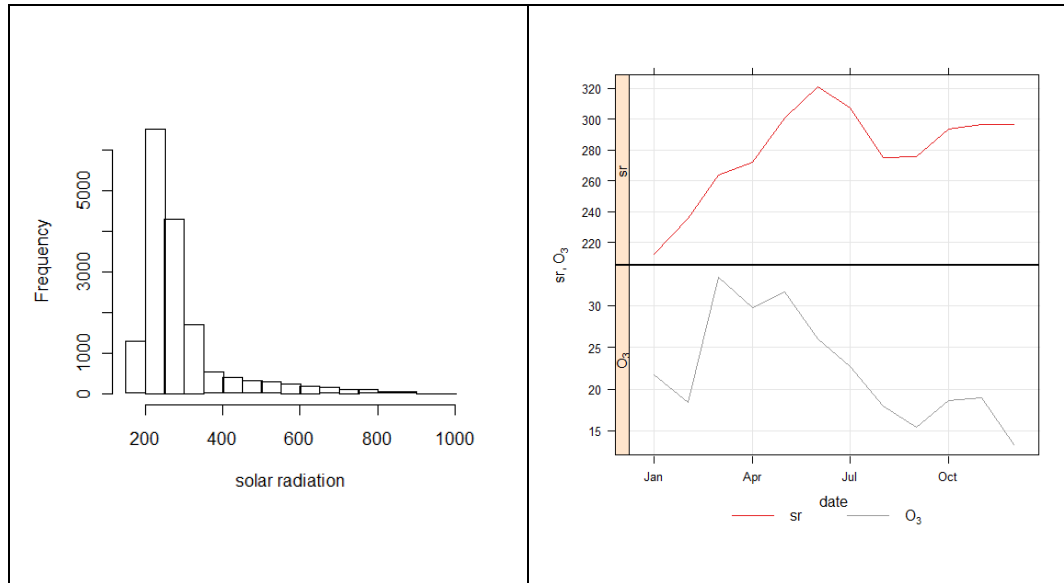 Frequency
0
1000
3000
5000
200 400 600 800 1000
solar radiation
sr, O₃
sr
320
300
280
260
240
220
O₃
30
25
20
15
Jan Apr Jul Oct
date
sr O₃